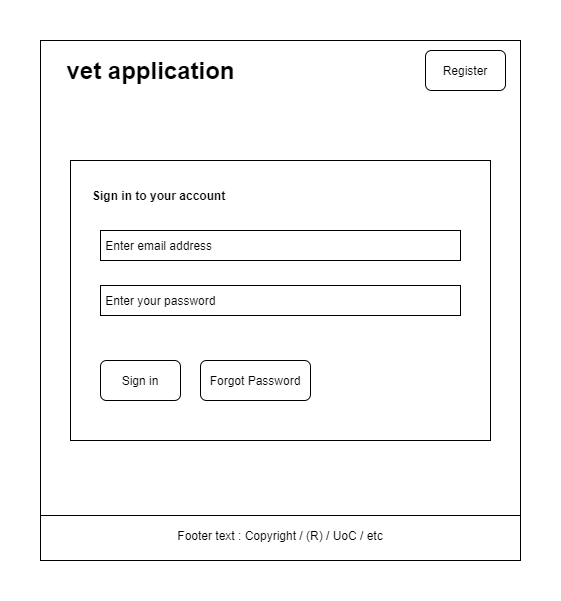 vet application
Register
Sign in to your account
Enter email address
Enter your password
Sign in
Forgot Password
Footer text : Copyright / (R) / UoC / etc